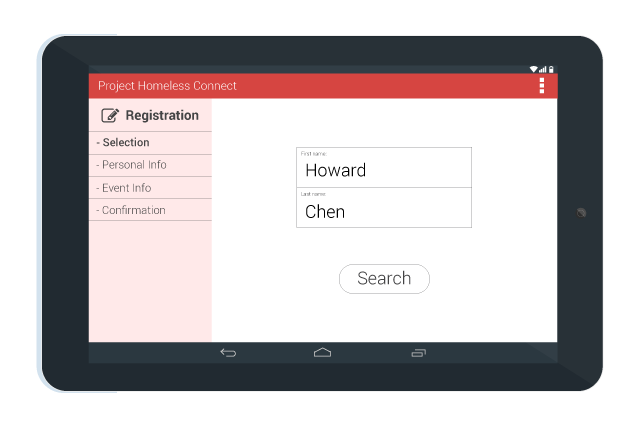 Project Homeless Connect
Registration
- Selection
- Personal Info
- Event Info
- Confirmation
First name:
Howard
Last name:
Chen
Search